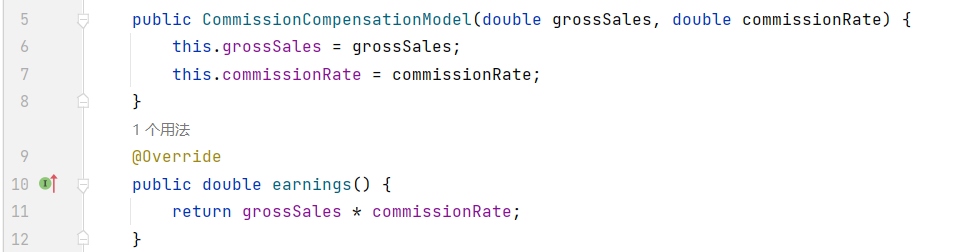 5 public CommissionCompensationModel(double grossSales, double commissionRate) {
6 this.grossSales = grossSales;
7 this.commissionRate = commissionRate;
8 }
1 个用法
9 @Override
10 public double earnings() {
11 return grossSales * commissionRate;
12 }